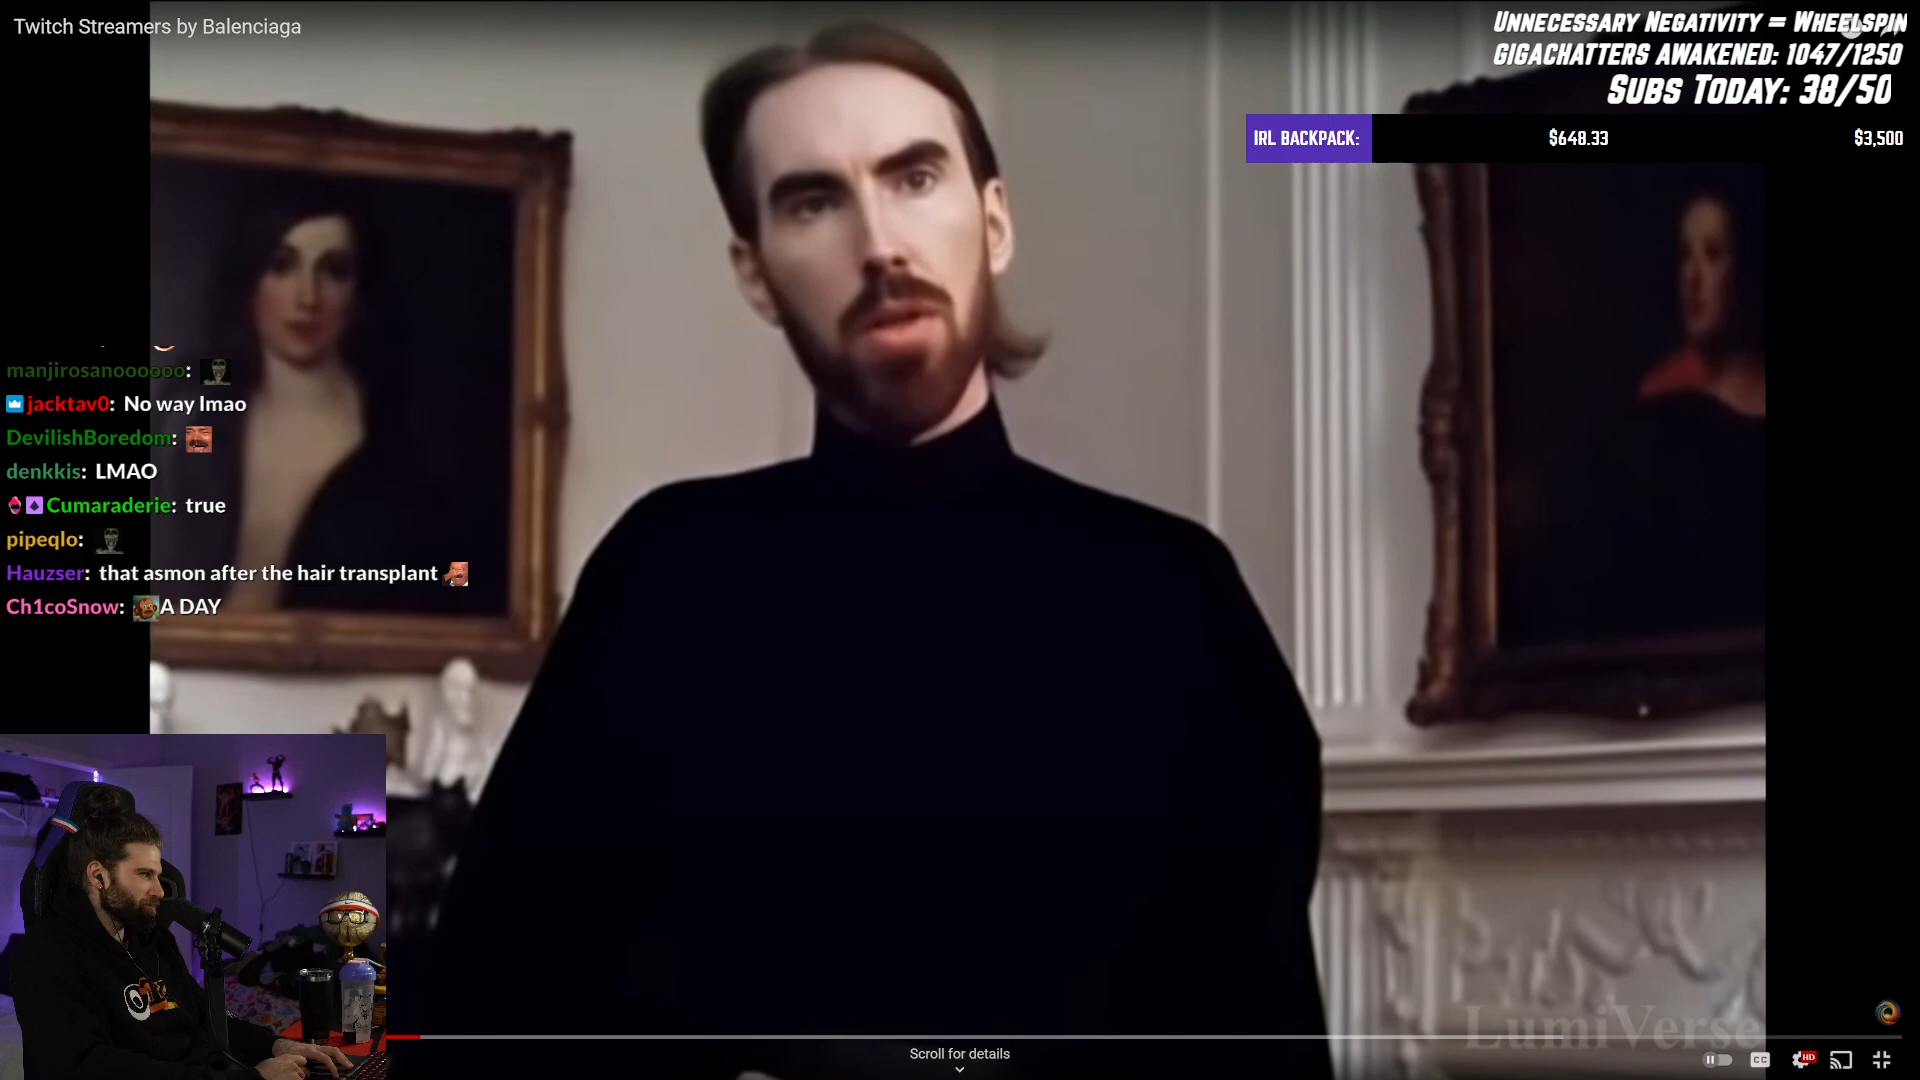 Twitch Streamers by Balenciaga
Unnecessary Negativity = Wheelspin
GIGACHATTERS AWAKENED: 1047/1250
Subs Today: 38/50
IRL BACKPACK: $648.33 $3,500
manjirosanoooooo:
jacktav0: No way lmao
DevilishBoredom:
denkkis: LMAO
Cumaraderie: true
pipeqlo:
Hauzser: that asmon after the hair transplant
Ch1coSnow: A DAY
LumiVerse
Scroll for details
CC
HD